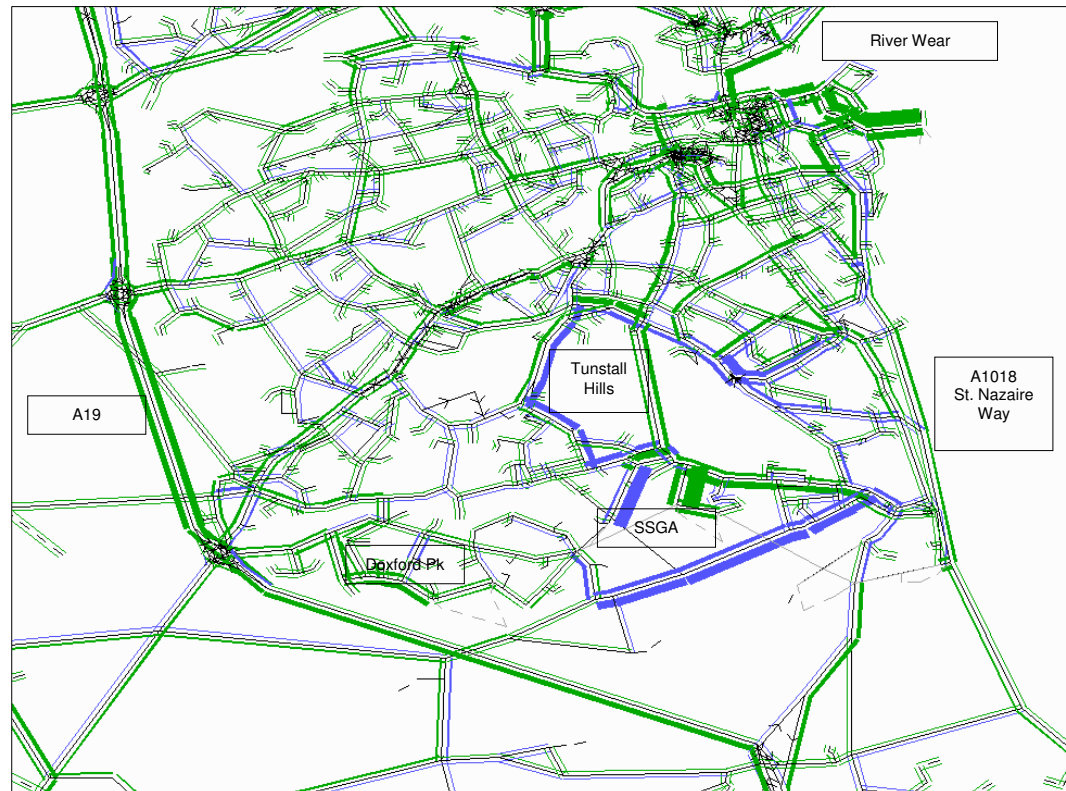 River Wear
Tunstall
Hills
A1018
St. Nazaire
Way
A19
SSGA
Doxford Pk